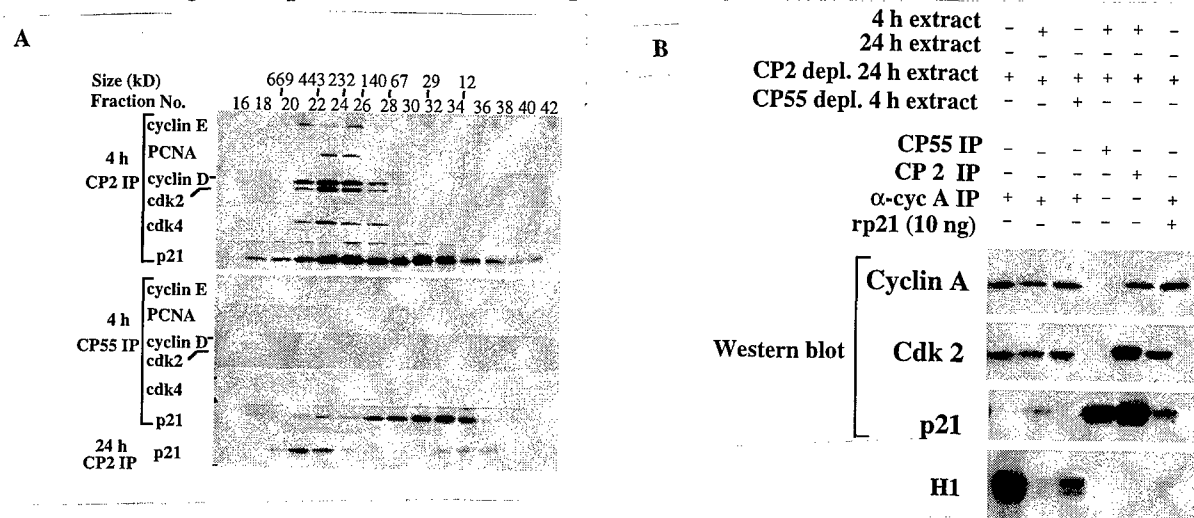 A
Size (kD) 669 443 232 140 67 29 12
Fraction No. 16 18 20 22 24 26 28 30 32 34 36 38 40 42
cyclin E
PCNA
4 h
CP2 IP
cyclin D
cdk2
cdk4
p21
cyclin E
PCNA
4 h
CP55 IP
cyclin D
cdk2
cdk4
p21
24 h
CP2 IP
p21
B
4 h extract - + - + + -
24 h extract - - - - - -
CP2 depl. 24 h extract + + + + + +
CP55 depl. 4 h extract - - + - - -
CP55 IP - - - + - -
CP 2 IP - - - - + -
α-cyc A IP + + + - - +
rp21 (10 ng) - - - - - +
Western blot
Cyclin A
Cdk 2
p21
H1